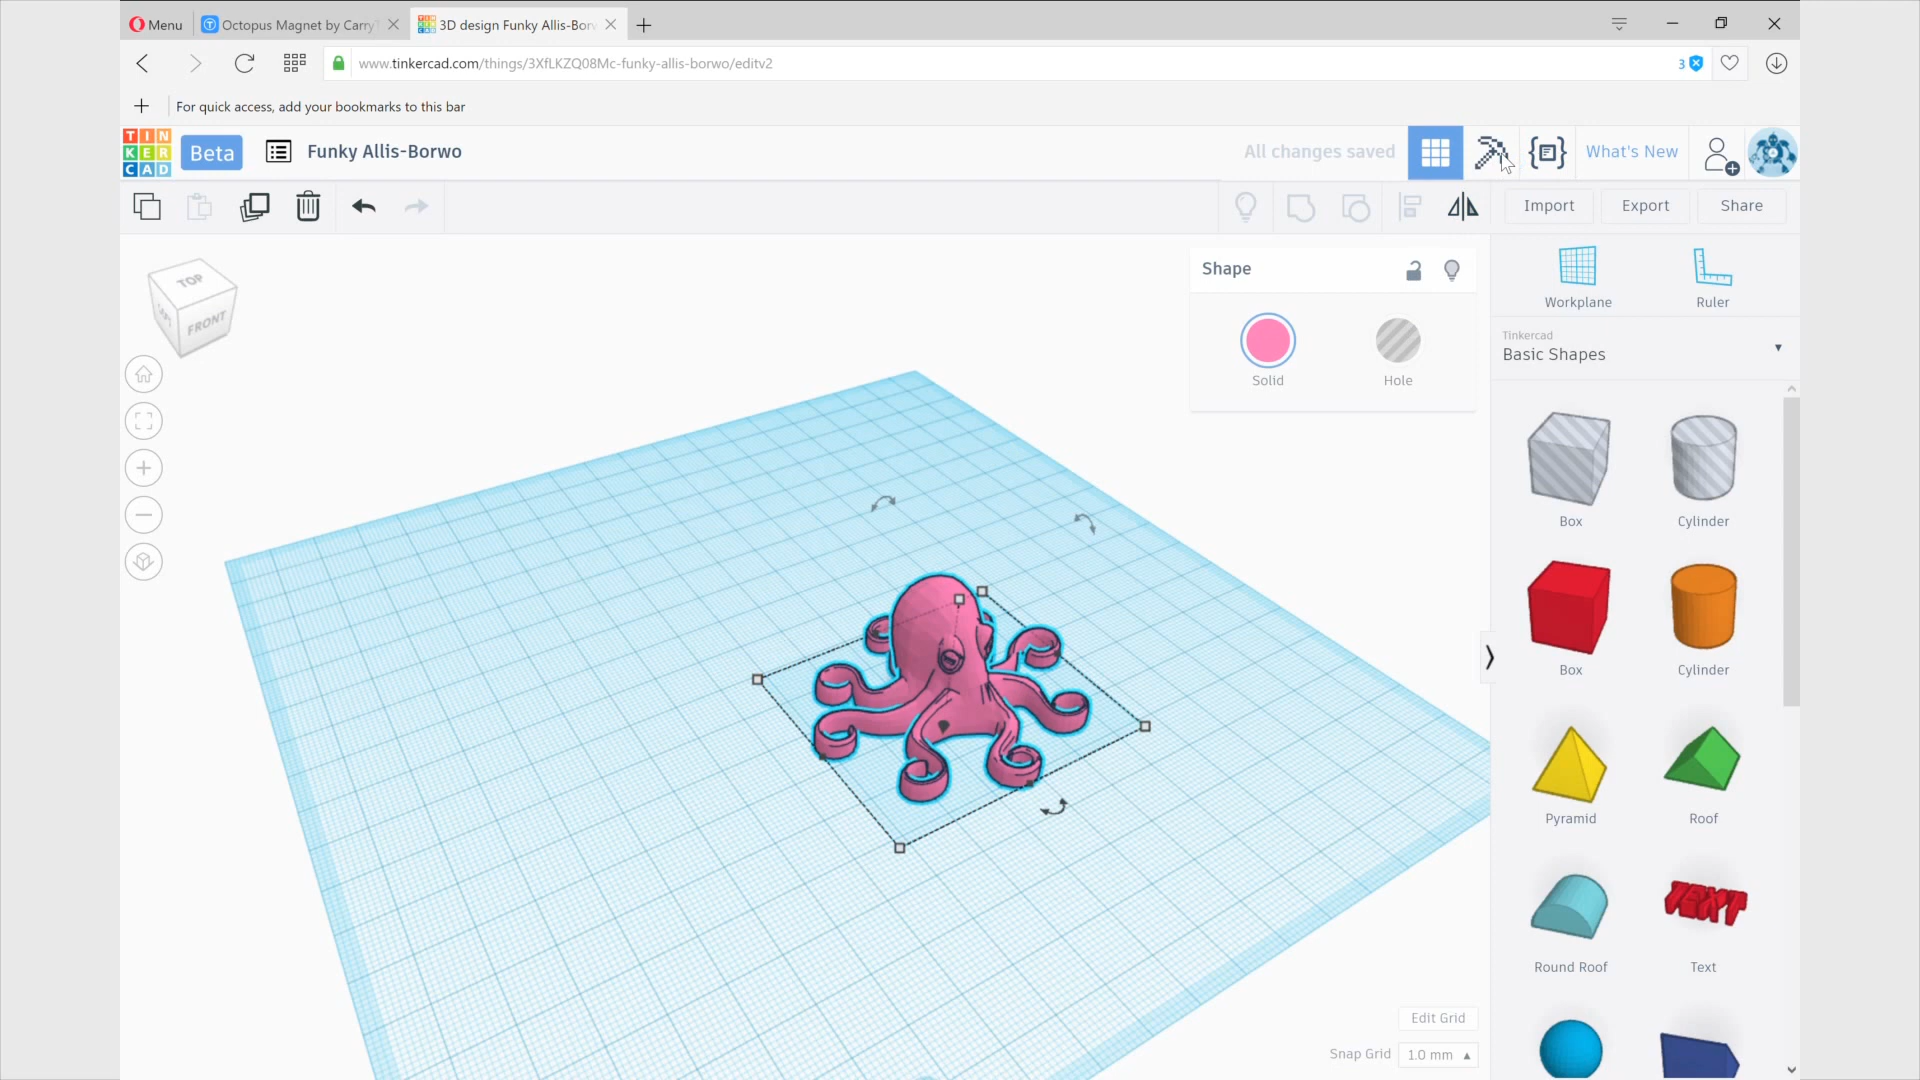 Menu
Octopus Magnet by Carry
3D design Funky Allis-Bor
www.tinkercad.com/things/3XfLKZQ08Mc-funky-allis-borwo/editv2
3
For quick access, add your bookmarks to this bar
TIN
KER
CAD
Beta
Funky Allis-Borwo
All changes saved
What's New
Import
Export
Share
TOP
LEFT
FRONT
Shape
Solid
Hole
Workplane
Ruler
Tinkercad
Basic Shapes
Box
Cylinder
Box
Cylinder
Pyramid
Roof
TEXT
Round Roof
Text
Edit Grid
Snap Grid
1.0 mm